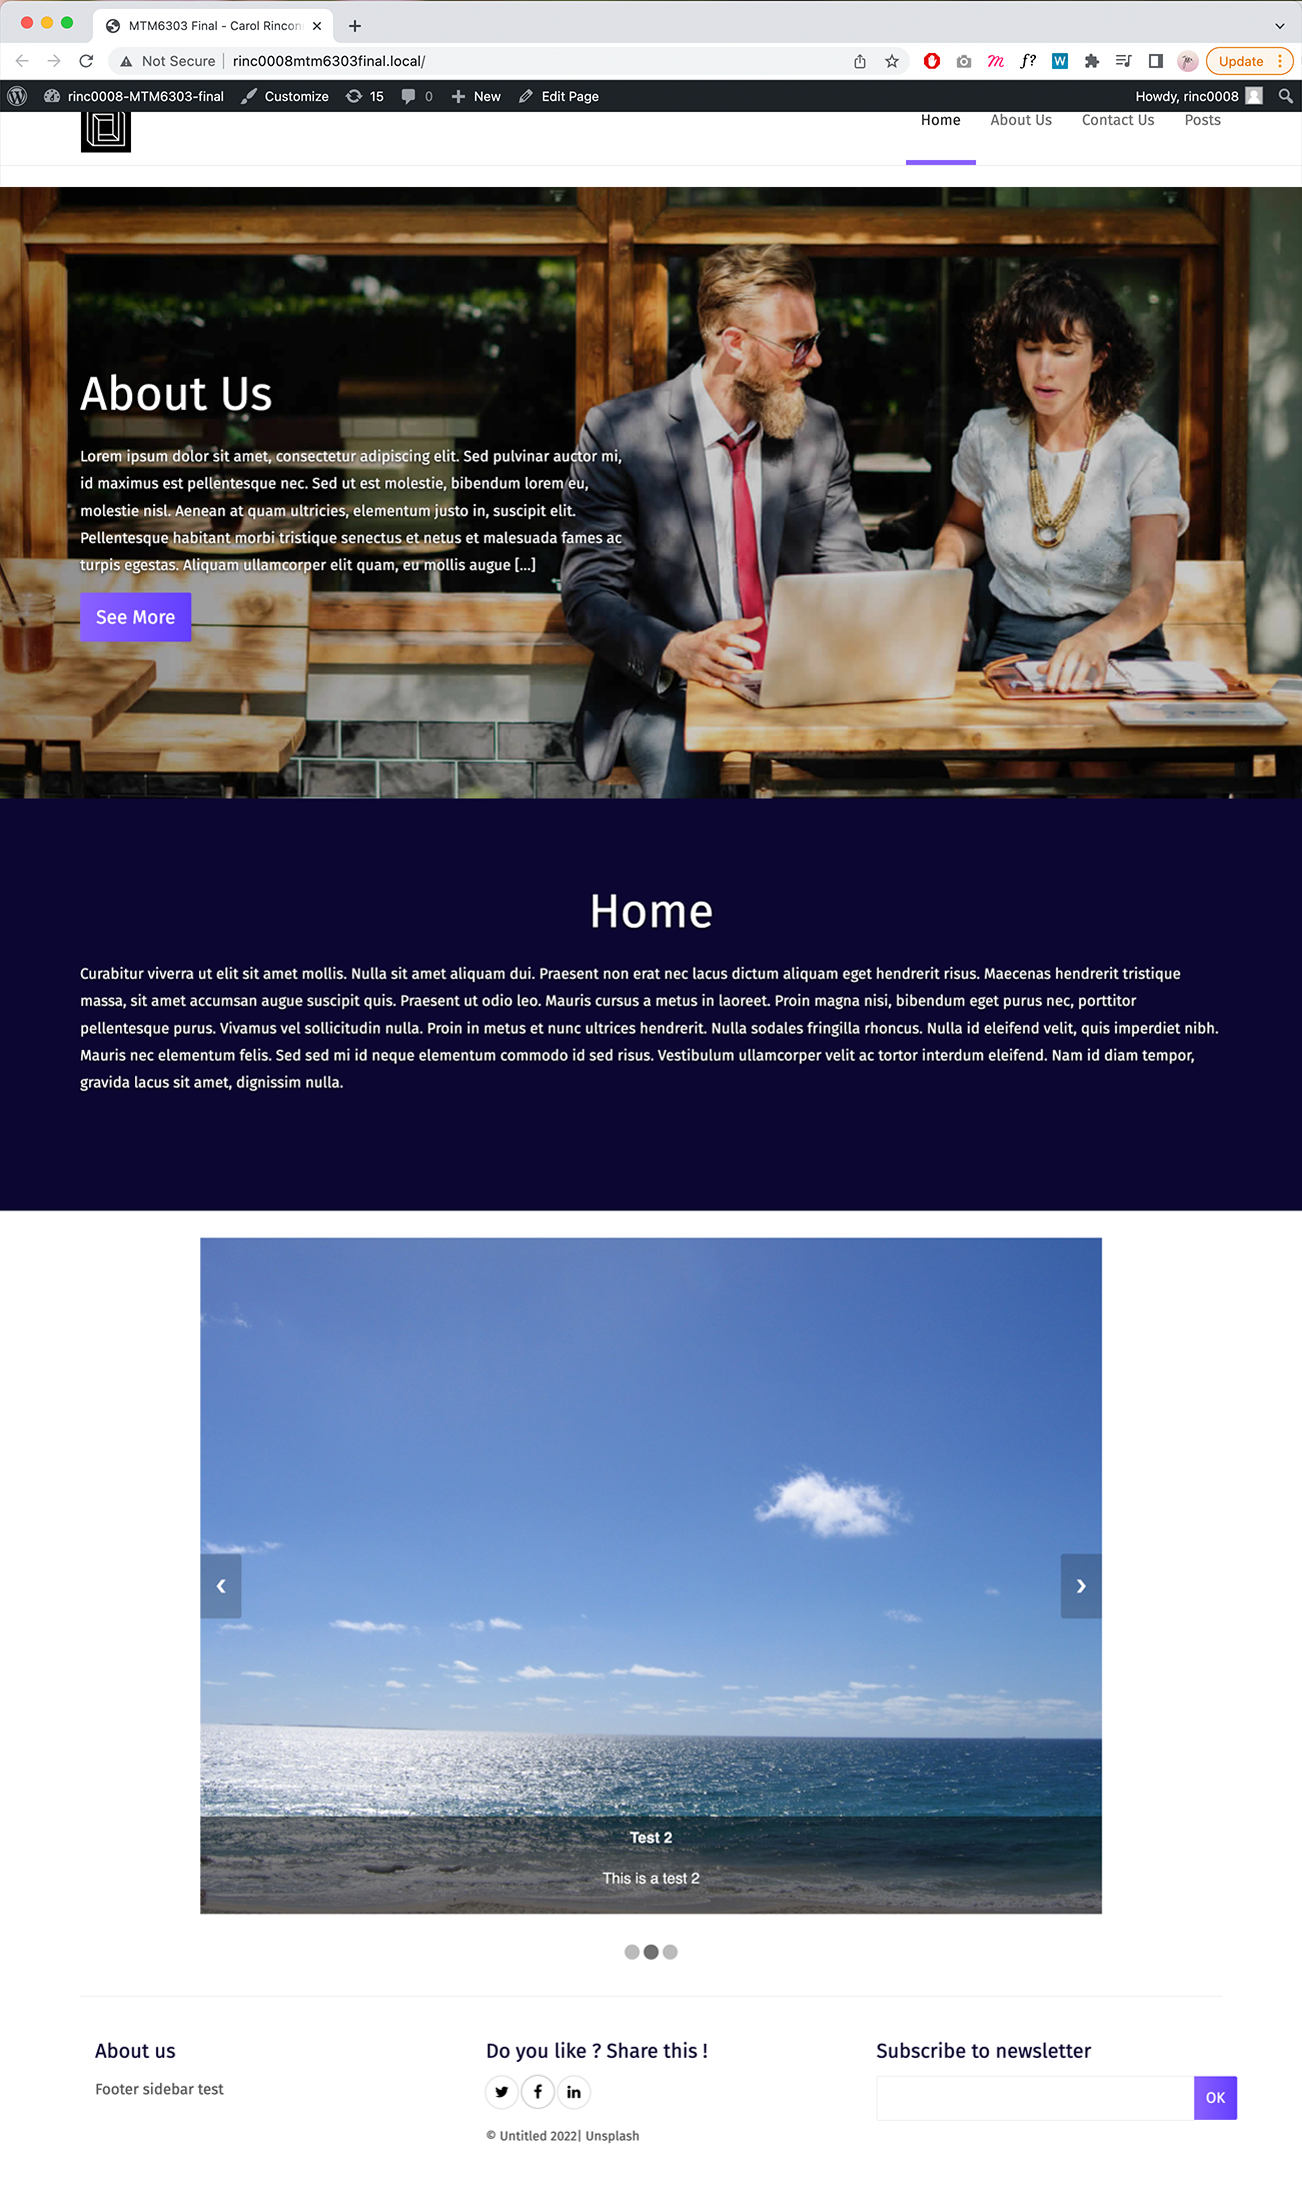 MTM6303 Final - Carol Rincon
Not Secure rinc0008mtm6303final.local/
Update
rinc0008-MTM6303-final Customize 15 0 New Edit Page Howdy, rinc0008
Home About Us Contact Us Posts
About Us
Lorem ipsum dolor sit amet, consectetur adipiscing elit. Sed pulvinar auctor mi,
id maximus est pellentesque nec. Sed ut est molestie, bibendum lorem eu,
molestie nisl. Aenean at quam ultricies, elementum justo in, suscipit elit.
Pellentesque habitant morbi tristique senectus et netus et malesuada fames ac
turpis egestas. Aliquam ullamcorper elit quam, eu mollis augue [...]
See More
Home
Curabitur viverra ut elit sit amet mollis. Nulla sit amet aliquam dui. Praesent non erat nec lacus dictum aliquam eget hendrerit risus. Maecenas hendrerit tristique
massa, sit amet accumsan augue suscipit quis. Praesent ut odio leo. Mauris cursus a metus in laoreet. Proin magna nisi, bibendum eget purus nec, porttitor
pellentesque purus. Vivamus vel sollicitudin nulla. Proin in metus et nunc ultrices hendrerit. Nulla sodales fringilla rhoncus. Nulla id eleifend velit, quis imperdiet nibh.
Mauris nec elementum felis. Sed sed mi id neque elementum commodo id sed risus. Vestibulum ullamcorper velit ac tortor interdum eleifend. Nam id diam tempor,
gravida lacus sit amet, dignissim nulla.
Test 2
This is a test 2
About us
Footer sidebar test
Do you like ? Share this !
© Untitled 2022| Unsplash
Subscribe to newsletter
OK